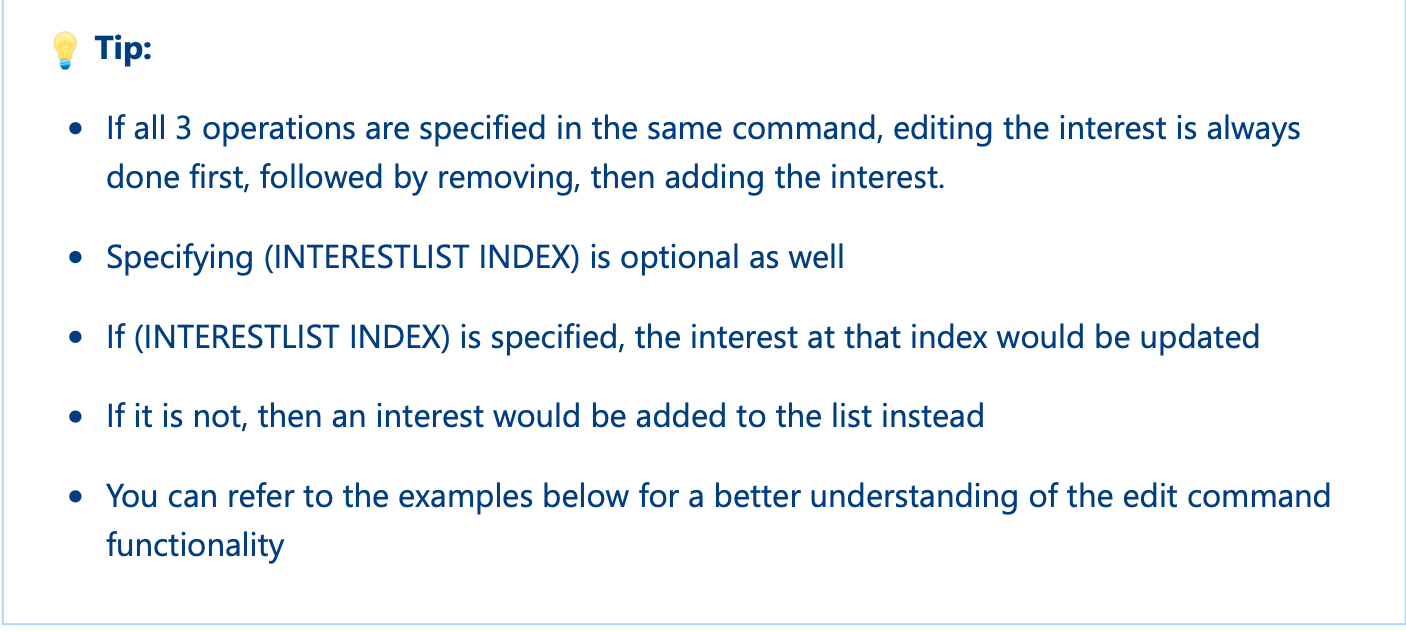 Tip:
If all 3 operations are specified in the same command, editing the interest is always
done first, followed by removing, then adding the interest.
Specifying (INTERESTLIST INDEX) is optional as well
If (INTERESTLIST INDEX) is specified, the interest at that index would be updated
If it is not, then an interest would be added to the list instead
You can refer to the examples below for a better understanding of the edit command
functionality